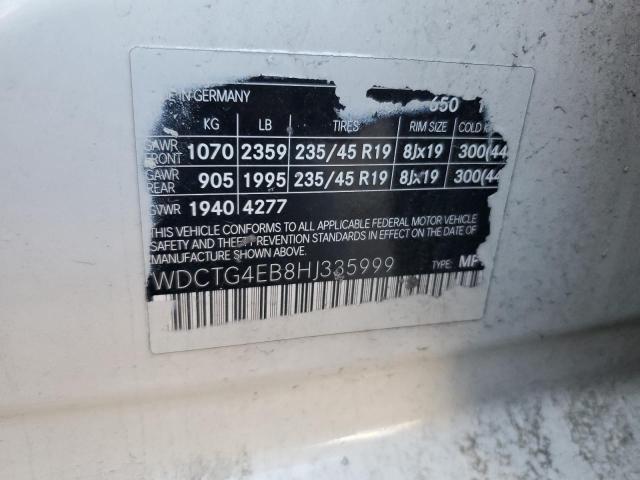 IN GERMANY 650
KG LB TIRES RIM SIZE COLD
GAWR FRONT 1070 2359 235/45 R19 8Jx19 300(44
GAWR REAR 905 1995 235/45 R19 8Jx19 300(44
GVWR 1940 4277
THIS VEHICLE CONFORMS TO ALL APPLICABLE FEDERAL MOTOR VEHICLE
SAFETY AND THEFT PREVENTION STANDARDS IN EFFECT ON THE DATE OF
MANUFACTURE
WDCTG4EB8HJ335999 TYPE: MP